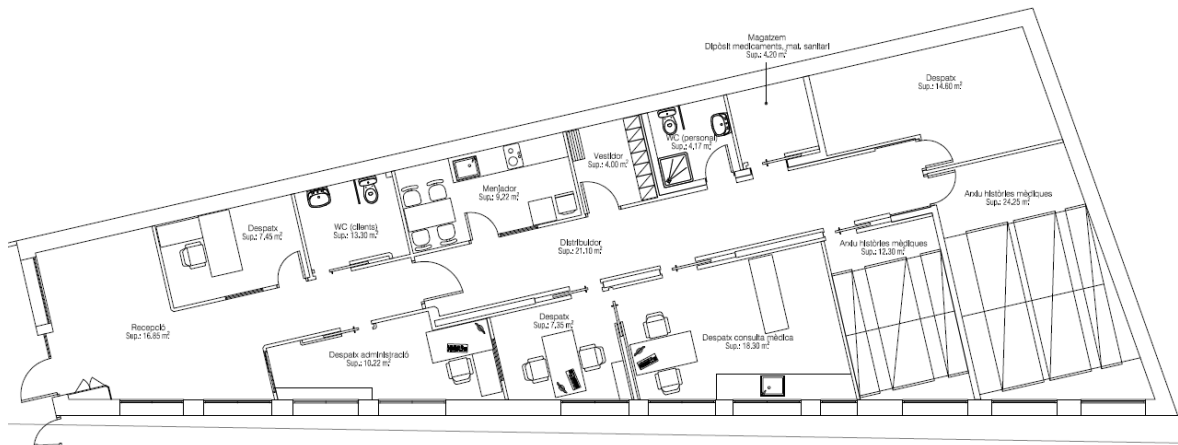 Magatzem
Dipòsit medicaments, mat. sanitari
Sup.: 4.20 m²
Despatx
Sup.: 14.60 m²
WC (personal)
Sup.: 4,17 m²
Vestidor
Sup.: 4.00 m²
Menjador
Sup.: 9,22 m²
Arxiu històries mèdiques
Sup.: 24.25 m²
Despatx
Sup.: 7.45 m²
WC (clients)
Sup.: 13.30 m²
Distribuidor
Sup.: 21.10 m²
Arxiu històries mèdiques
Sup.: 12.30 m²
Recepció
Sup.: 16.85 m²
Despatx
Sup.: 7,35 m²
Despatx administració
Sup.: 10.22 m²
Despatx consulta mèdica
Sup.: 18.30 m²